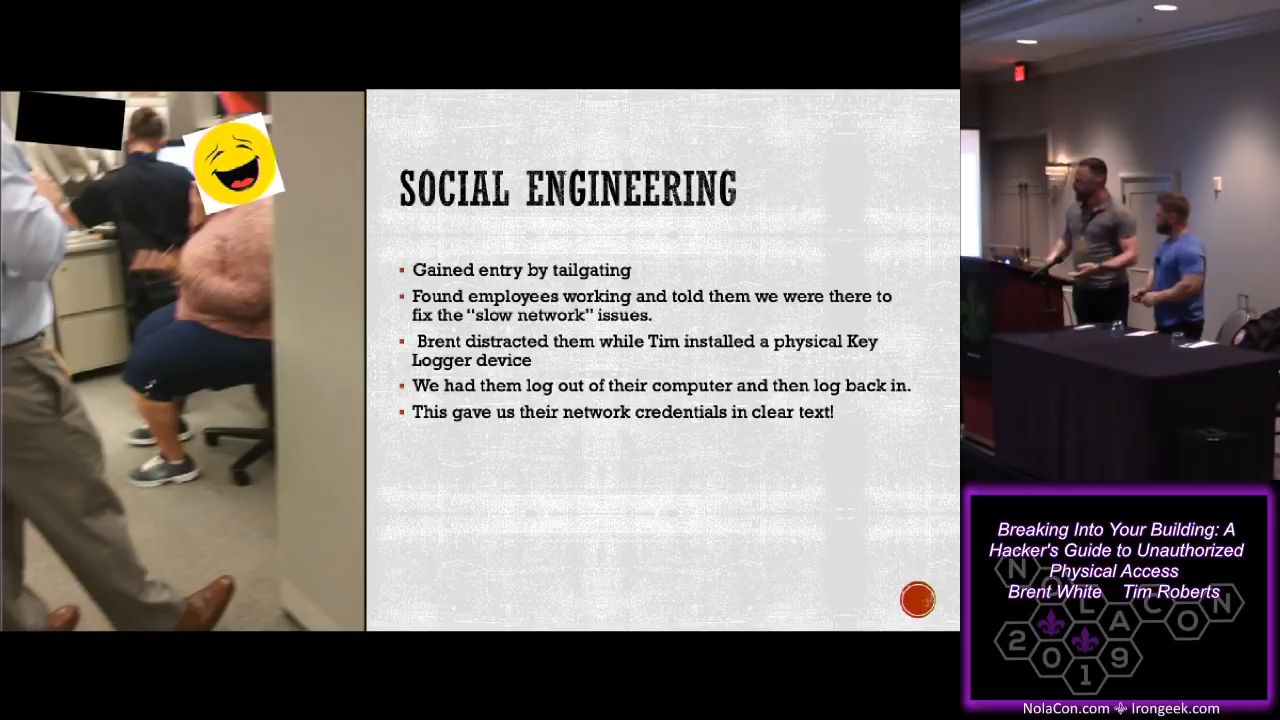 SOCIAL ENGINEERING
▪ Gained entry by tailgating
▪ Found employees working and told them we were there to
fix the “slow network” issues.
▪ Brent distracted them while Tim installed a physical Key
Logger device
▪ We had them log out of their computer and then log back in.
▪ This gave us their network credentials in clear text!
Breaking Into Your Building: A
Hacker's Guide to Unauthorized
Physical Access
Brent White Tim Roberts
NOLACON
2019
NolaCon.com ⚜ Irongeek.com